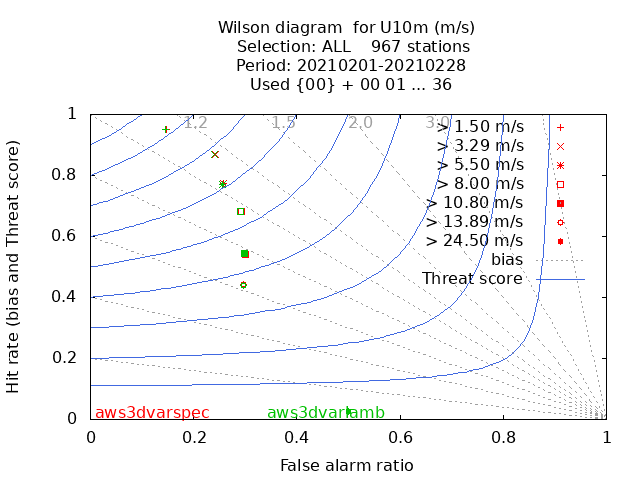 Wilson diagram  for U10m (m/s)
Selection: ALL    967 stations
Period: 20210201-20210228
Used {00} + 00 01 ... 36
Hit rate (bias and Threat score)
1
0.8
0.6
0.4
0.2
0
1.2 1.5 2.0 3.0
> 1.50 m/s
> 3.29 m/s
> 5.50 m/s
> 8.00 m/s
> 10.80 m/s
> 13.89 m/s
> 24.50 m/s
bias
Threat score
aws3dvarspec
0 0.2 0.4 0.6 0.8 1
False alarm ratio